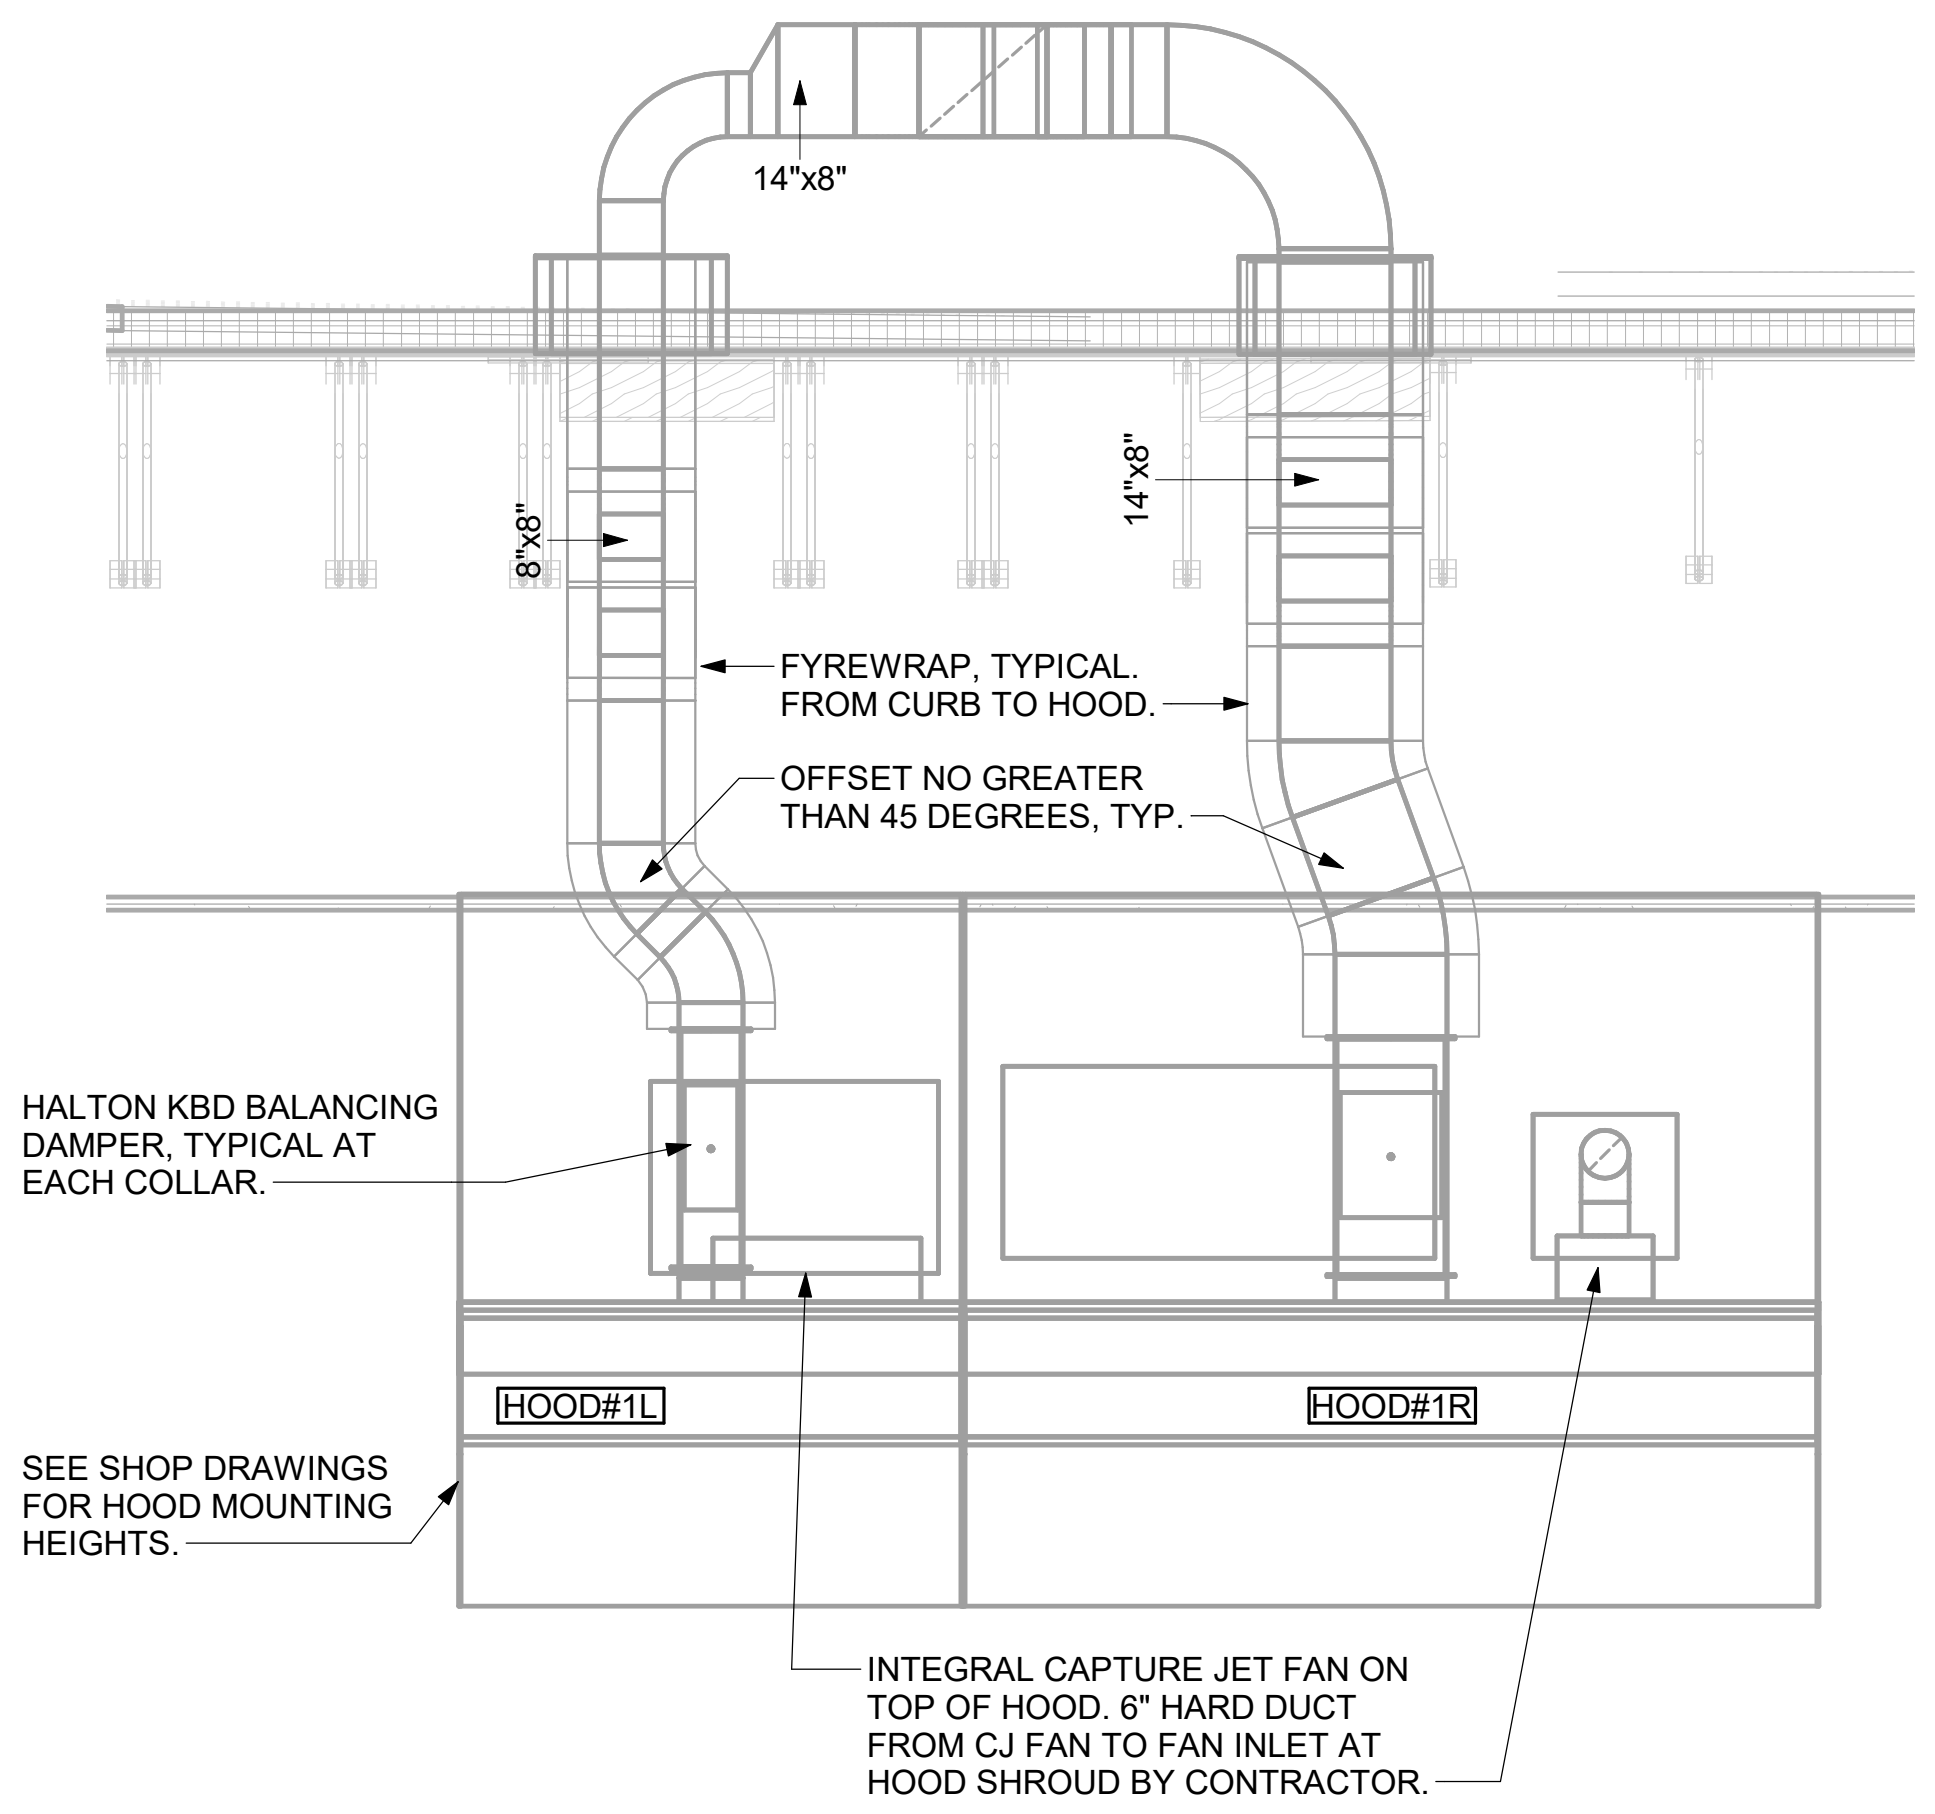 14"x8"
14"x8"
8"x8"
FYREWRAP, TYPICAL.
FROM CURB TO HOOD.
OFFSET NO GREATER
THAN 45 DEGREES, TYP.
HALTON KBD BALANCING
DAMPER, TYPICAL AT
EACH COLLAR.
HOOD#1L
HOOD#1R
SEE SHOP DRAWINGS
FOR HOOD MOUNTING
HEIGHTS.
INTEGRAL CAPTURE JET FAN ON
TOP OF HOOD. 6" HARD DUCT
FROM CJ FAN TO FAN INLET AT
HOOD SHROUD BY CONTRACTOR.